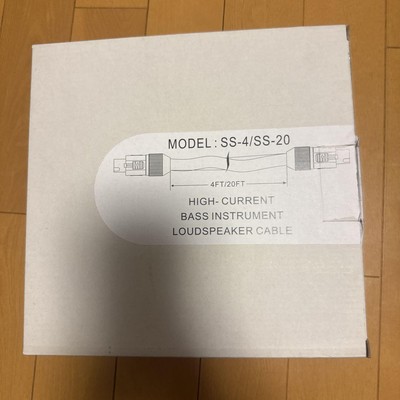 MODEL : SS-4/SS-20
4FT/20FT
HIGH- CURRENT
BASS INSTRUMENT
LOUDSPEAKER CABLE